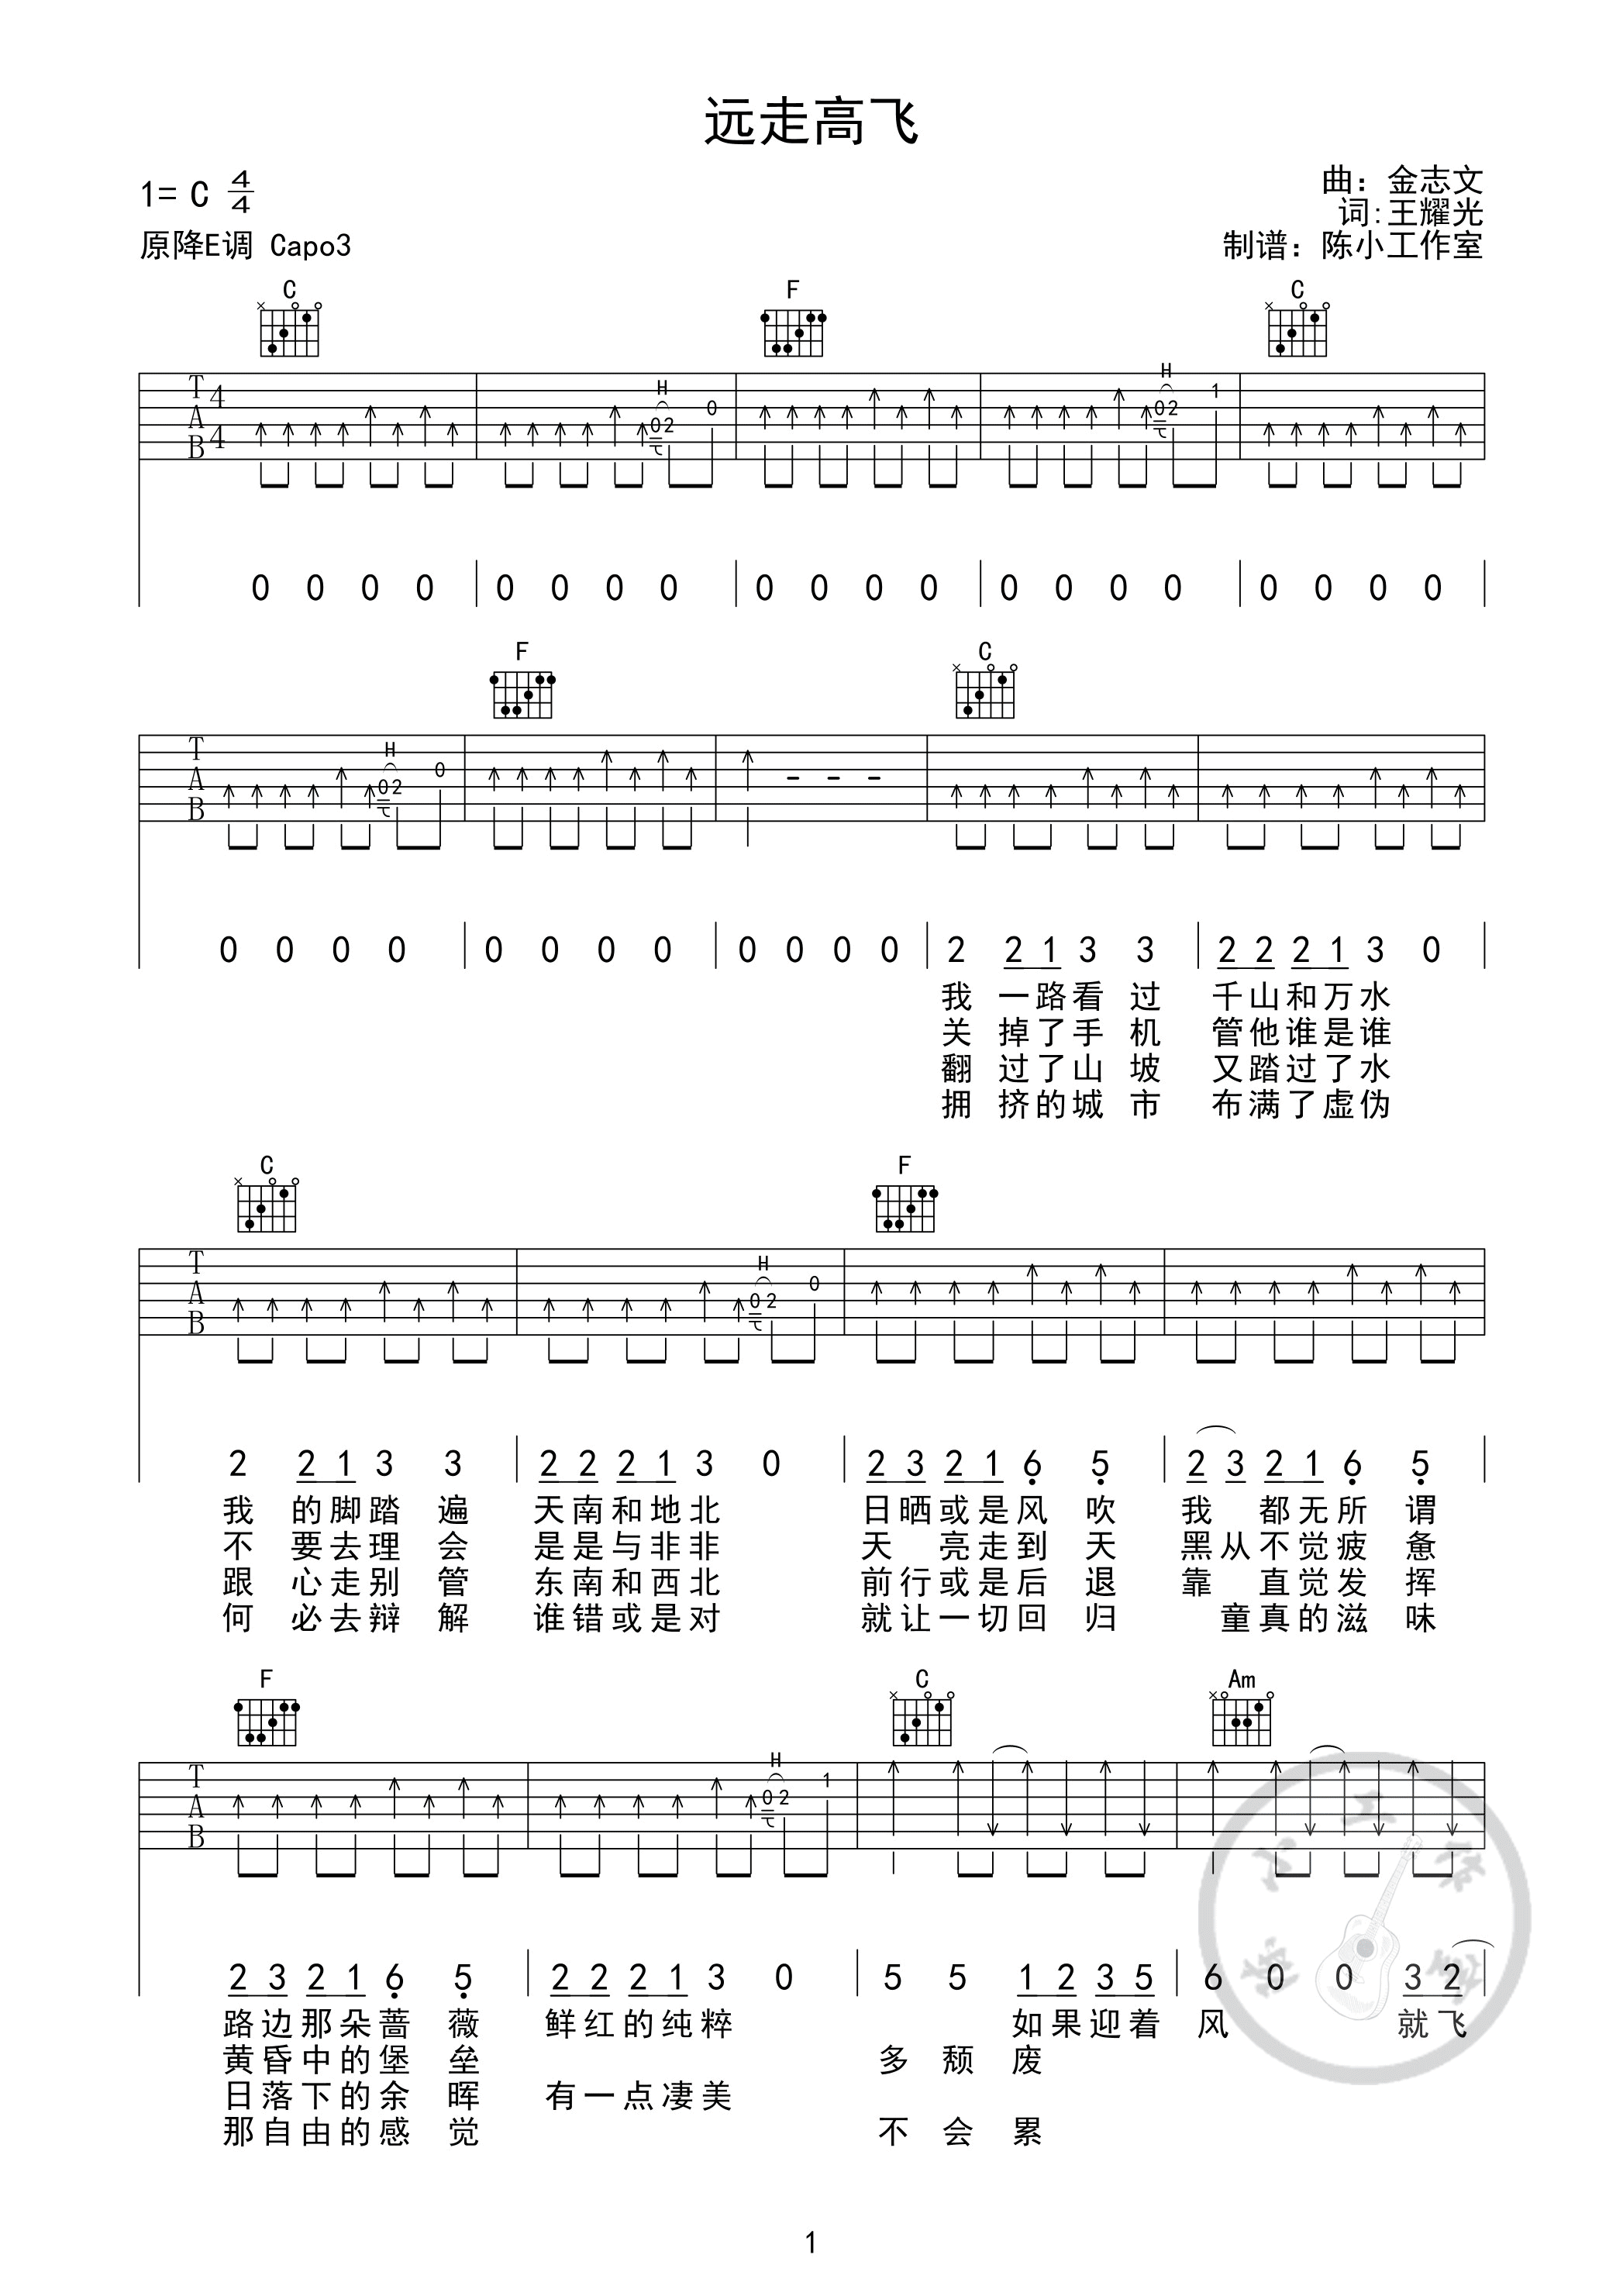 远走高飞
1= C 4/4
曲：金志文
词:王耀光
原降E调 Capo3
制谱：陈小工作室
C F C
T A B 4/4 H 0 2 0 H 0 2 1
0 0 0 0 0 0 0 0 0 0 0 0 0 0 0 0 0 0 0 0
F C
T A B H 0 2 0 - - -
0 0 0 0 0 0 0 0 0 0 0 0 2 2 1 3 3 2 2 2 1 3 0
我 一路看 过 千山和万水
关 掉了手 机 管他谁是谁
翻 过了山 坡 又踏过了水
拥 挤的城 市 布满了虚伪
C F
T A B H 0 2 0
2 2 1 3 3 2 2 2 1 3 0 2 3 2 1 6 5 2 3 2 1 6 5
我 的脚踏 遍 天南和地北 日晒或是风 吹 我 都无所 谓
不 要去理 会 是是与非非 天 亮走到 天 黑从不觉疲 惫
跟 心走别 管 东南和西北 前行或是后 退 靠 直觉发 挥
何 必去辩 解 谁错或是对 就让一切回 归 童真的滋 味
F C Am
T A B H 0 2 1
2 3 2 1 6 5 2 2 2 1 3 0 5 5 1 2 3 5 6 0 0 3 2
路边那朵蔷 薇 鲜红的纯粹 如果迎着 风 就飞
黄昏中的堡 垒 多 颓 废
日落下的余 晖 有一点凄美
那自由的感 觉 不 会 累
1